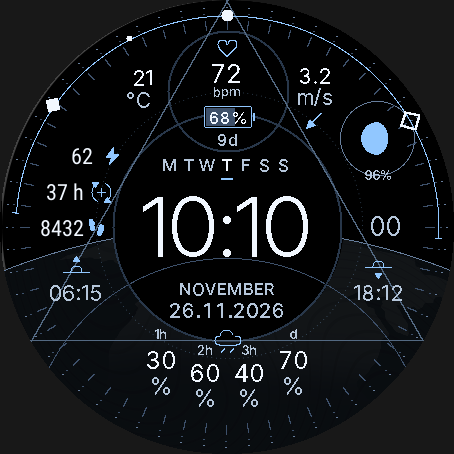 72
bpm
21
°C
3.2
m/s
68%
9d
62
37 h
8432
96%
00
M T W T F S S
10:10
06:15
18:12
NOVEMBER
26.11.2026
1h
2h
3h
d
30
%
60
%
40
%
70
%